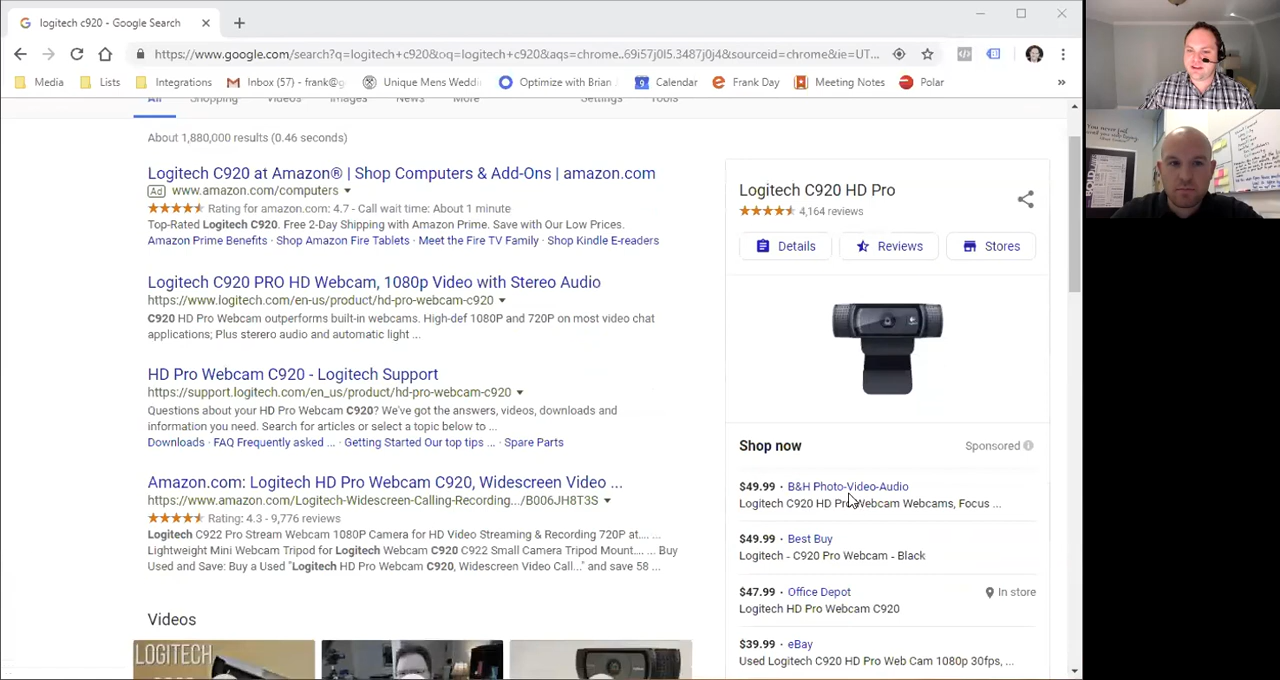 logitech c920 - Google Search
https://www.google.com/search?q=logitech+c920&oq=logitech+c920&aqs=chrome..69i57j0l5.3487j0j4&sourceid=chrome&ie=UT...
Media
Lists
Integrations
Inbox (57) - frank@
Unique Mens Weddi
Optimize with Brian
Calendar
Frank Day
Meeting Notes
Polar
»
All
Shopping
Videos
Images
News
More
Settings
Tools
About 1,880,000 results (0.46 seconds)
Logitech C920 at Amazon® | Shop Computers & Add-Ons | amazon.com
Ad www.amazon.com/computers
Rating for amazon.com: 4.7 - Call wait time: About 1 minute
Top-Rated Logitech C920. Free 2-Day Shipping with Amazon Prime. Save with Our Low Prices.
Amazon Prime Benefits · Shop Amazon Fire Tablets · Meet the Fire TV Family · Shop Kindle E-readers
Logitech C920 PRO HD Webcam, 1080p Video with Stereo Audio
https://www.logitech.com/en-us/product/hd-pro-webcam-c920
C920 HD Pro Webcam outperforms built-in webcams. High-def 1080P and 720P on most video chat
applications; Plus sterero audio and automatic light ...
HD Pro Webcam C920 - Logitech Support
https://support.logitech.com/en_us/product/hd-pro-webcam-c920
Questions about your HD Pro Webcam C920? We've got the answers, videos, downloads and
information you need. Search for articles or select a topic below to ...
Downloads · FAQ Frequently asked ... · Getting Started Our top tips ... · Spare Parts
Amazon.com: Logitech HD Pro Webcam C920, Widescreen Video ...
https://www.amazon.com/Logitech-Widescreen-Calling-Recording.../B006JH8T3S
Rating: 4.3 - 9,776 reviews
Logitech C922 Pro Stream Webcam 1080P Camera for HD Video Streaming & Recording 720P at.... ...
Lightweight Mini Webcam Tripod for Logitech Webcam C920 C922 Small Camera Tripod Mount.... ... Buy
Used and Save: Buy a Used "Logitech HD Pro Webcam C920, Widescreen Video Call..." and save 58 ...
Videos
LOGITECH
Logitech C920 HD Pro
4,164 reviews
Details
Reviews
Stores
Shop now
Sponsored
$49.99 · B&H Photo-Video-Audio
Logitech C920 HD Pro Webcam Webcams, Focus ...
$49.99 · Best Buy
Logitech - C920 Pro Webcam - Black
$47.99 · Office Depot
In store
Logitech HD Pro Webcam C920
$39.99 · eBay
Used Logitech C920 HD Pro Web Cam 1080p 30fps, ...